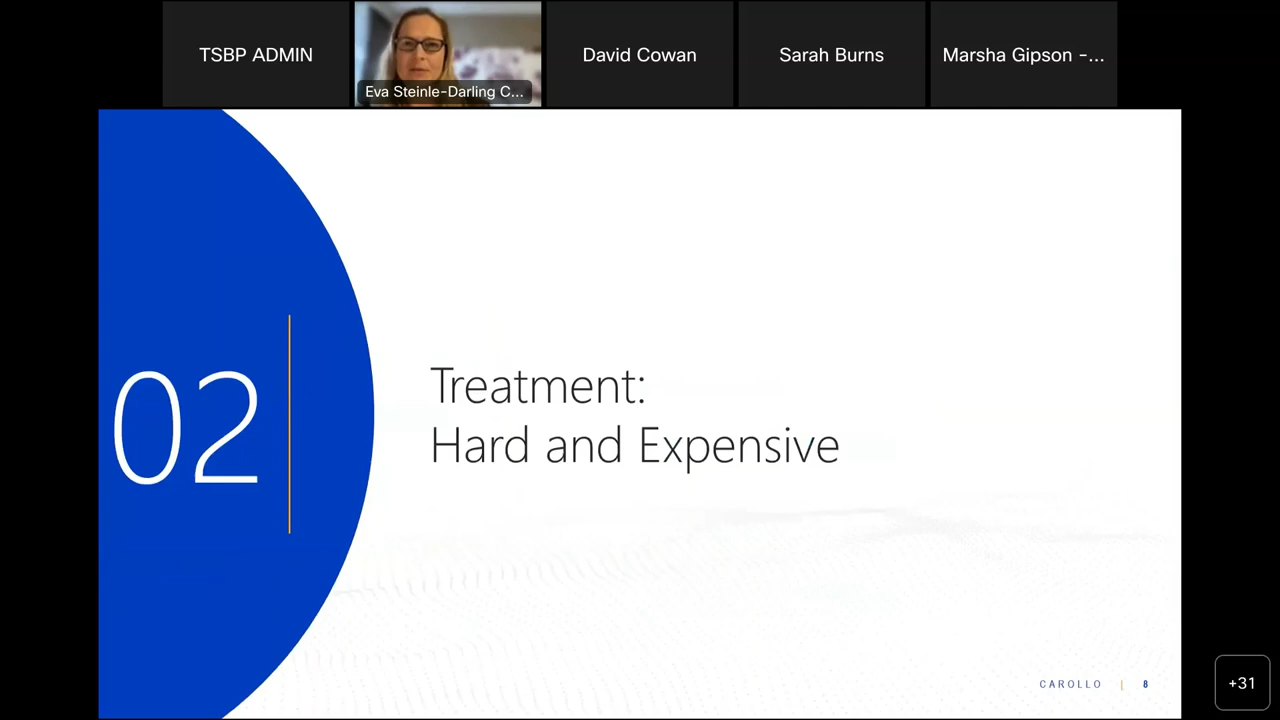 TSBP ADMIN
Eva Steinle-Darling C...
David Cowan
Sarah Burns
Marsha Gipson -...
02
Treatment:
Hard and Expensive
CAROLLO | 8
+31